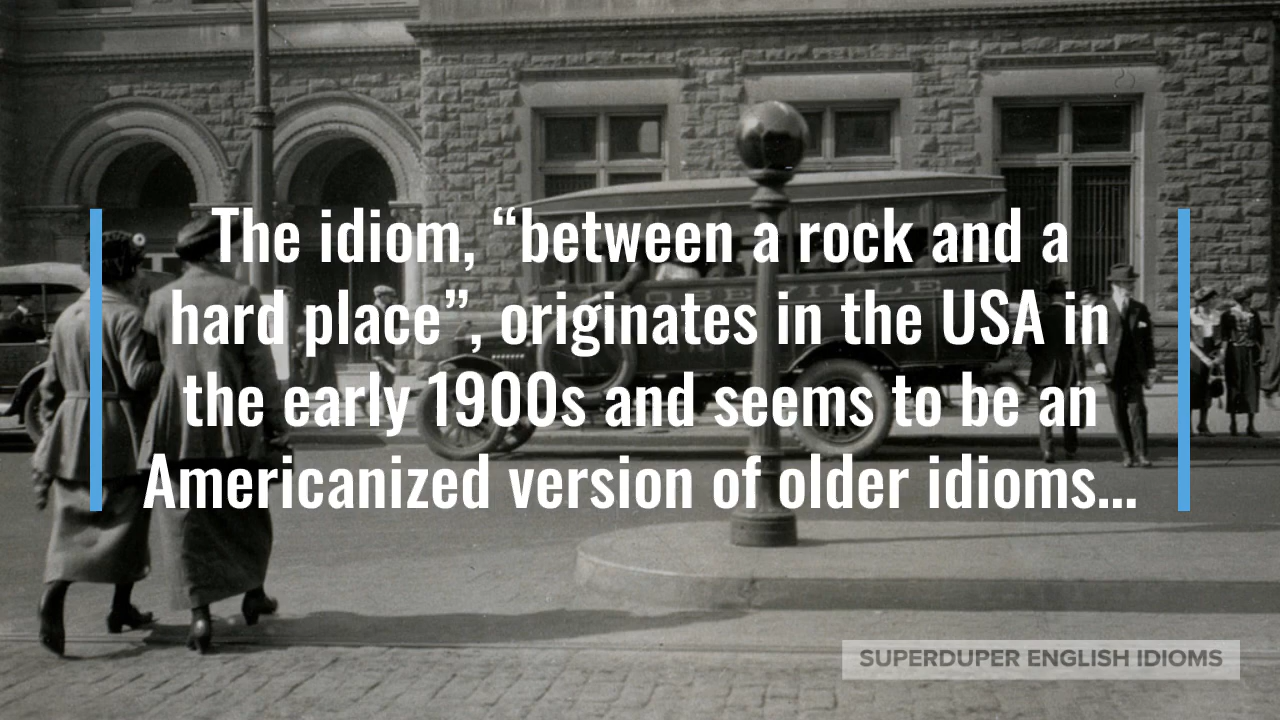 The idiom, “between a rock and a
hard place”, originates in the USA in
the early 1900s and seems to be an
Americanized version of older idioms...
SUPERDUPER ENGLISH IDIOMS